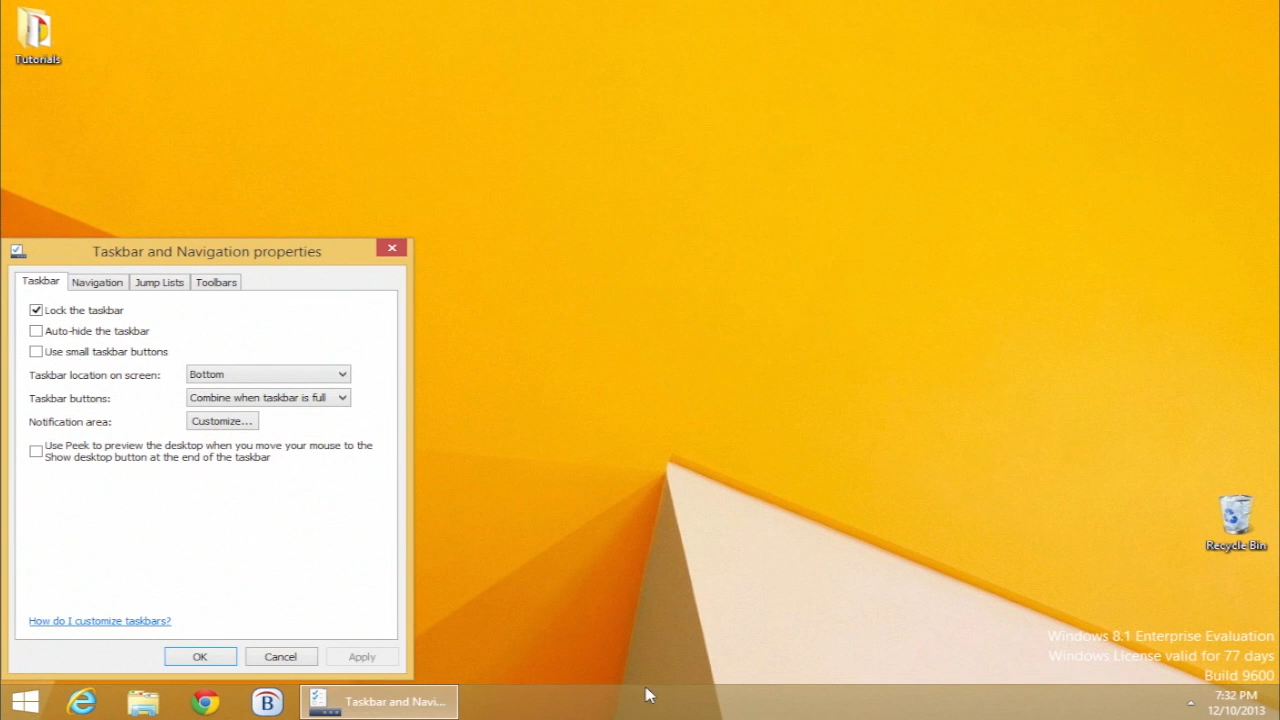 Tutorials
Taskbar and Navigation properties
Taskbar
Navigation
Jump Lists
Toolbars
Lock the taskbar
Auto-hide the taskbar
Use small taskbar buttons
Taskbar location on screen:
Bottom
Taskbar buttons:
Combine when taskbar is full
Notification area:
Customize...
Use Peek to preview the desktop when you move your mouse to the
Show desktop button at the end of the taskbar
How do I customize taskbars?
OK
Cancel
Apply
Recycle Bin
Windows 8.1 Enterprise Evaluation
Windows License valid for 77 days
Build 9600
B
Taskbar and Navi...
7:32 PM
12/10/2013